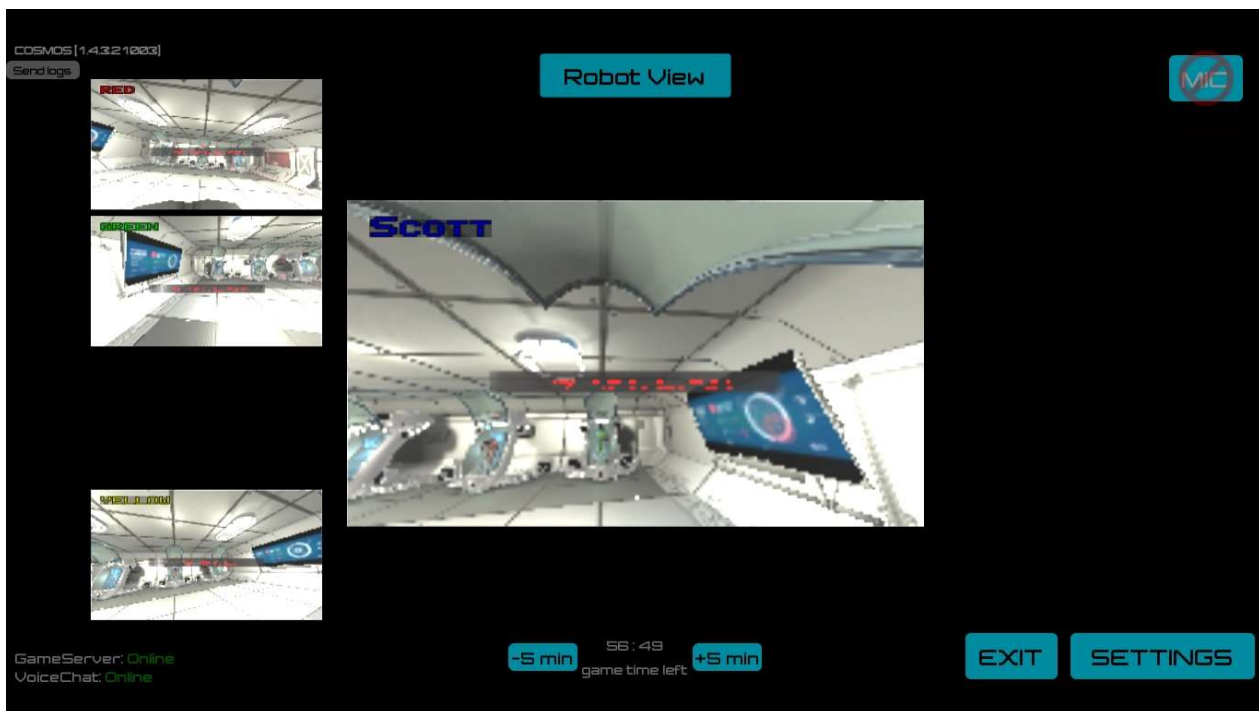 COSMOS [1.4.3.21003]
Send logs
Robot View
MIC
RED
GREEN
Scott
YELLOW
GameServer: Online
VoiceChat: Online
-5 min
56:49
game time left
+5 min
EXIT
SETTINGS